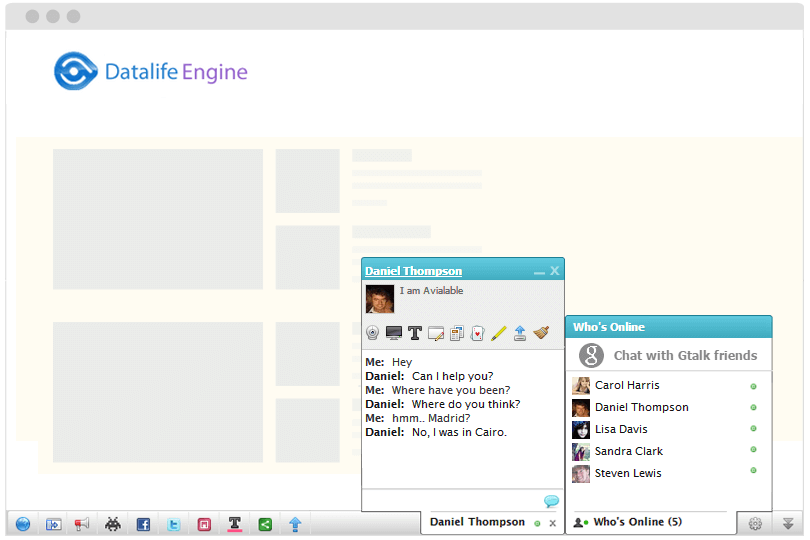 Datalife Engine
Daniel Thompson
I am Avialable
Me: Hey
Daniel: Can I help you?
Me: Where have you been?
Daniel: Where do you think?
Me: hmm.. Madrid?
Daniel: No, I was in Cairo.
Daniel Thompson x
Who's Online
g Chat with Gtalk friends
Carol Harris
Daniel Thompson
Lisa Davis
Sandra Clark
Steven Lewis
Who's Online (5)